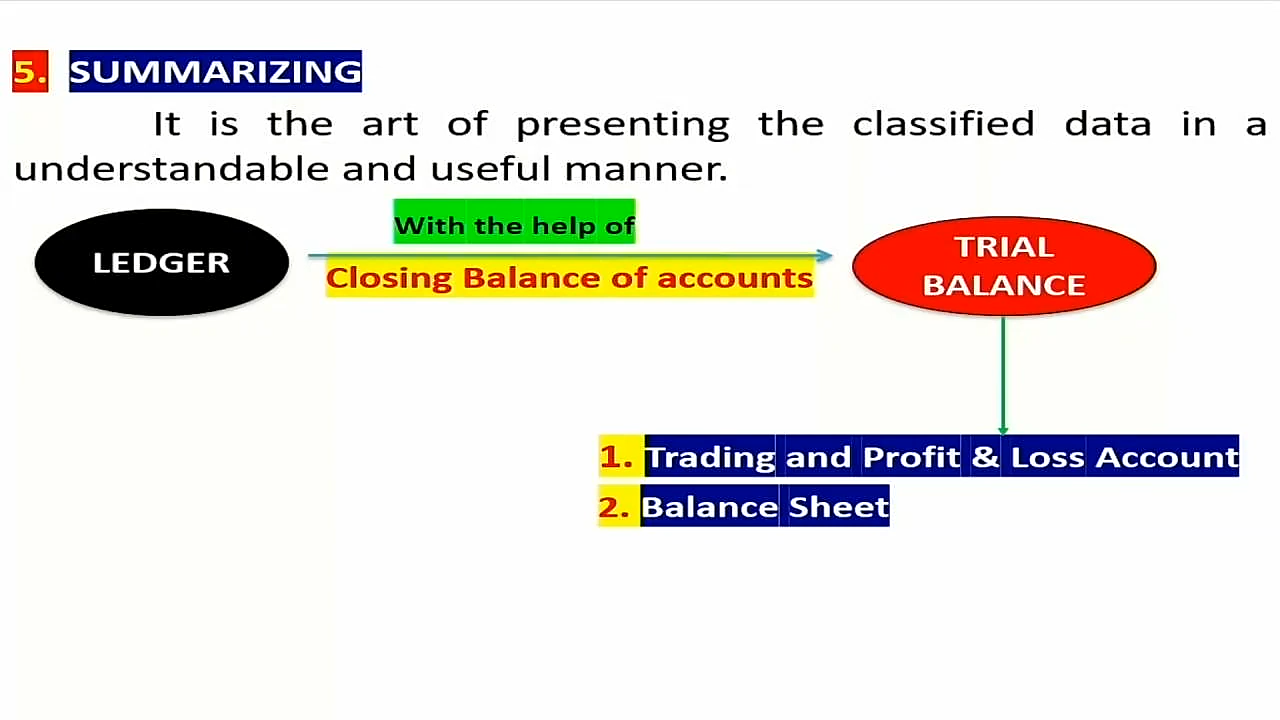 5. SUMMARIZING
It is the art of presenting the classified data in a
understandable and useful manner.
With the help of
LEDGER
Closing Balance of accounts
TRIAL
BALANCE
1. Trading and Profit & Loss Account
2. Balance Sheet